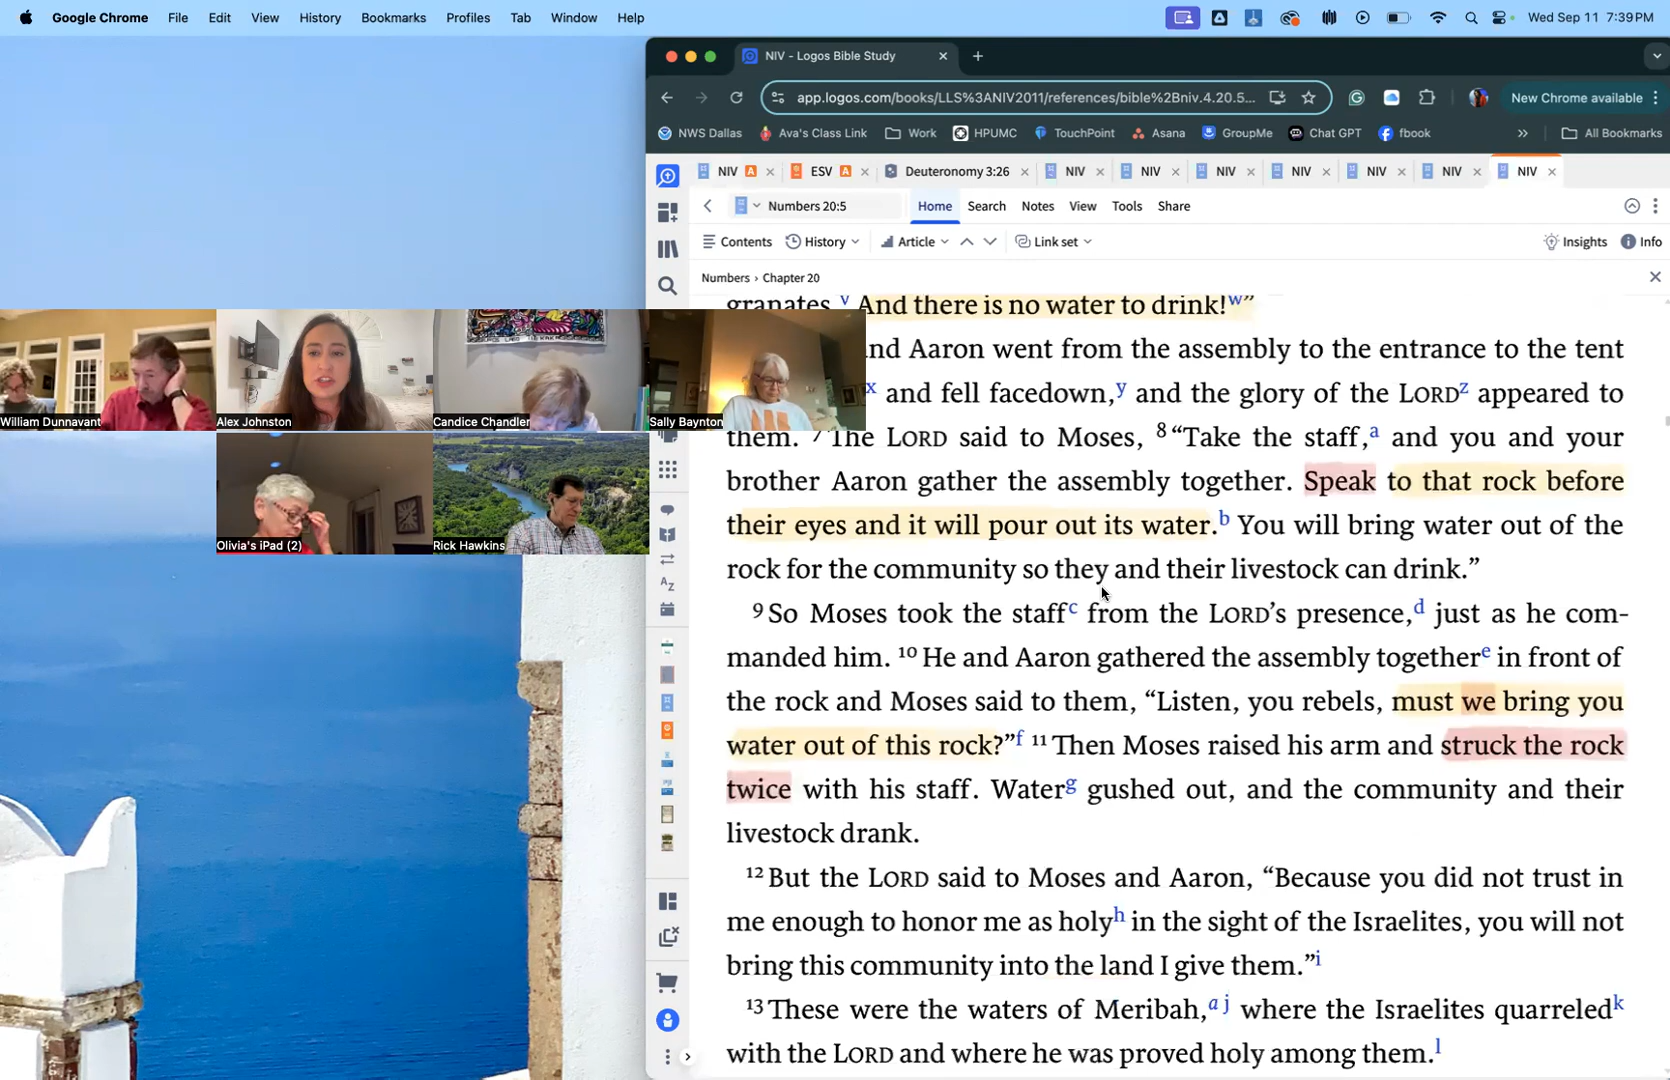 Google Chrome File Edit View History Bookmarks Profiles Tab Window Help Wed Sep 11 7:39 PM
NIV - Logos Bible Study
app.logos.com/books/LLS%3ANIV2011/references/bible%2Bniv.4.20.5... New Chrome available
NWS Dallas Ava's Class Link Work HPUMC TouchPoint Asana GroupMe Chat GPT fbook » All Bookmarks
NIV A ESV A Deuteronomy 3:26 NIV NIV NIV NIV NIV NIV NIV
Numbers 20:5 Home Search Notes View Tools Share
Contents History Article Link set Insights Info
Numbers › Chapter 20
granates.v And there is no water to drink!w”
nd Aaron went from the assembly to the entrance to the tent
x and fell facedown,y and the glory of the LORDz appeared to
them. 7 The LORD said to Moses, 8 “Take the staff,a and you and your
brother Aaron gather the assembly together. Speak to that rock before
their eyes and it will pour out its water.b You will bring water out of the
rock for the community so they and their livestock can drink.”
9 So Moses took the staffc from the LORD’s presence,d just as he com-
manded him. 10 He and Aaron gathered the assembly togethere in front of
the rock and Moses said to them, “Listen, you rebels, must we bring you
water out of this rock?”f 11 Then Moses raised his arm and struck the rock
twice with his staff. Waterg gushed out, and the community and their
livestock drank.
12 But the LORD said to Moses and Aaron, “Because you did not trust in
me enough to honor me as holyh in the sight of the Israelites, you will not
bring this community into the land I give them.”i
13 These were the waters of Meribah,a j where the Israelites quarreledk
with the LORD and where he was proved holy among them.l
William Dunnavant
Alex Johnston
Candice Chandler
Sally Baynton
Olivia's iPad (2)
Rick Hawkins